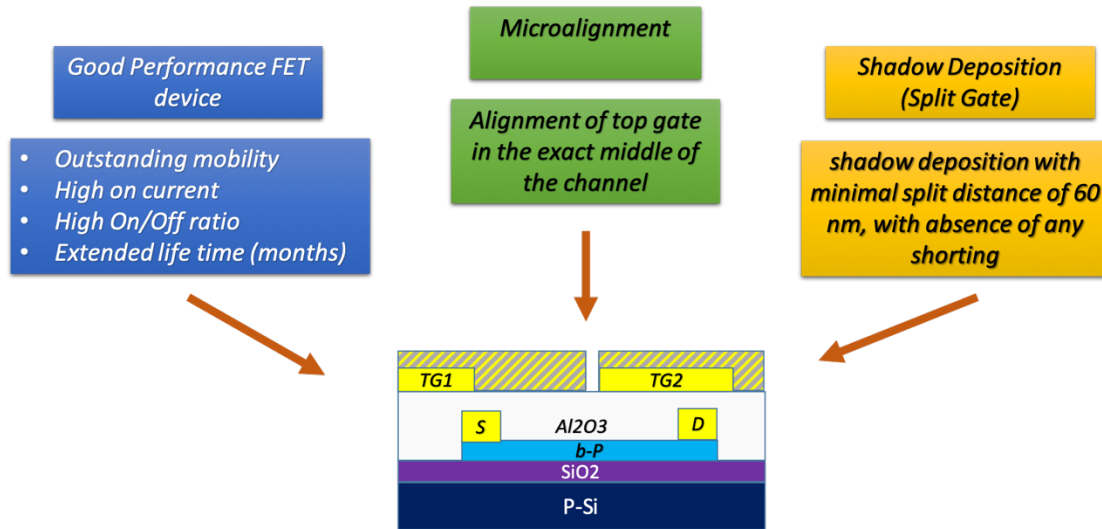 Good Performance FET
device
• Outstanding mobility
• High on current
• High On/Off ratio
• Extended life time (months)
Microalignment
Alignment of top gate
in the exact middle of
the channel
Shadow Deposition
(Split Gate)
shadow deposition with
minimal split distance of 60
nm, with absence of any
shorting
TG1
TG2
S
Al2O3
D
b-P
SiO2
P-Si